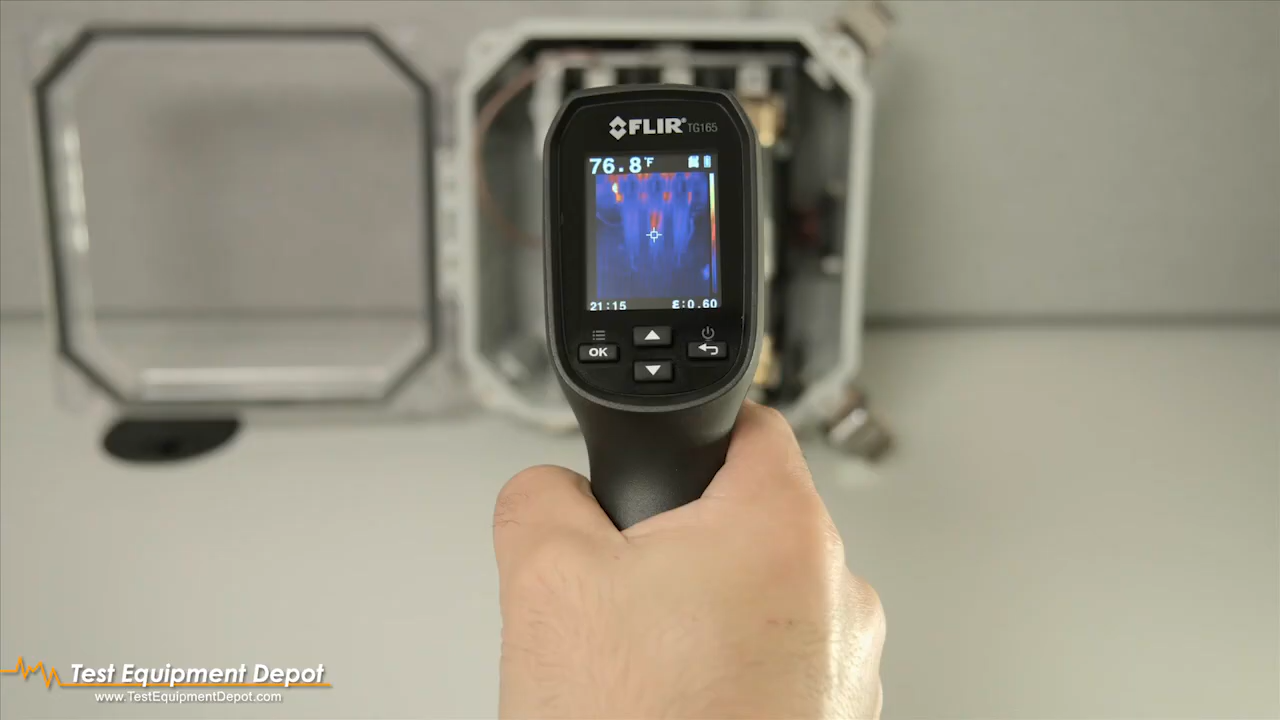 FLIR® TG165
76.8°F
21:15 ε:0.60
OK
Test Equipment Depot
www.TestEquipmentDepot.com